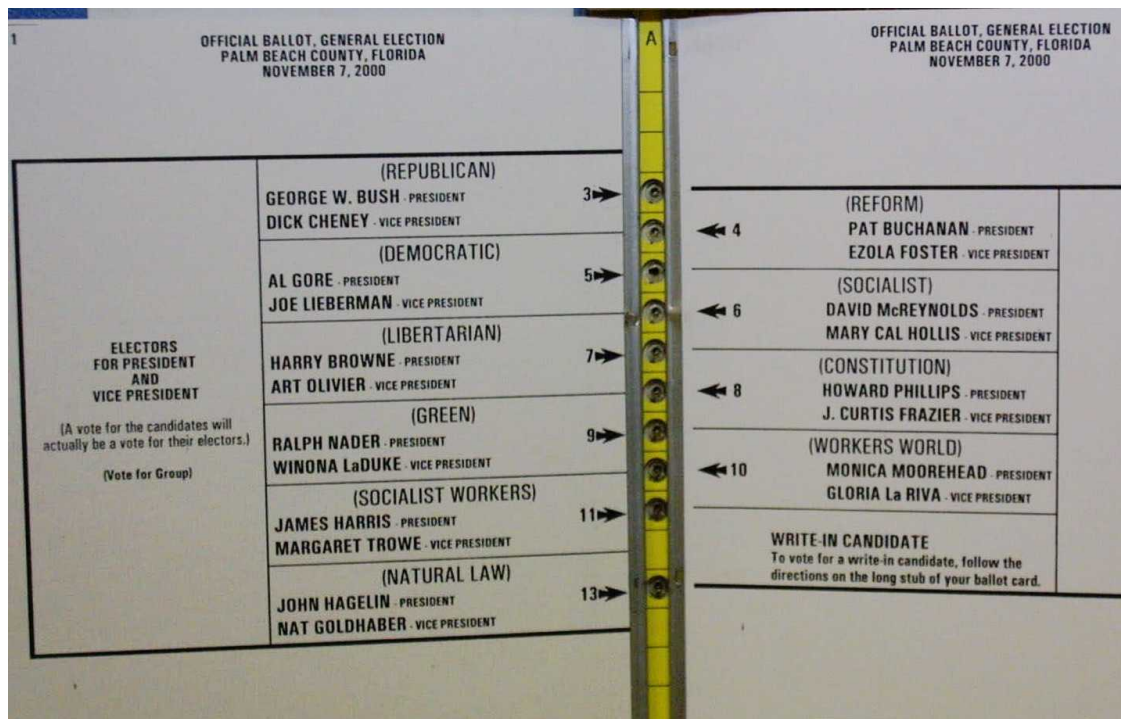 1
OFFICIAL BALLOT, GENERAL ELECTION
PALM BEACH COUNTY, FLORIDA
NOVEMBER 7, 2000
ELECTORS
FOR PRESIDENT
AND
VICE PRESIDENT
(A vote for the candidates will
actually be a vote for their electors.)
(Vote for Group)
(REPUBLICAN)
GEORGE W. BUSH - PRESIDENT 3
DICK CHENEY - VICE PRESIDENT
(DEMOCRATIC)
AL GORE - PRESIDENT 5
JOE LIEBERMAN - VICE PRESIDENT
(LIBERTARIAN)
HARRY BROWNE - PRESIDENT 7
ART OLIVIER - VICE PRESIDENT
(GREEN)
RALPH NADER - PRESIDENT 9
WINONA LaDUKE - VICE PRESIDENT
(SOCIALIST WORKERS)
JAMES HARRIS - PRESIDENT 11
MARGARET TROWE - VICE PRESIDENT
(NATURAL LAW)
JOHN HAGELIN - PRESIDENT 13
NAT GOLDHABER - VICE PRESIDENT
A
OFFICIAL BALLOT, GENERAL ELECTION
PALM BEACH COUNTY, FLORIDA
NOVEMBER 7, 2000
(REFORM)
4 PAT BUCHANAN - PRESIDENT
EZOLA FOSTER - VICE PRESIDENT
(SOCIALIST)
6 DAVID McREYNOLDS - PRESIDENT
MARY CAL HOLLIS - VICE PRESIDENT
(CONSTITUTION)
8 HOWARD PHILLIPS - PRESIDENT
J. CURTIS FRAZIER - VICE PRESIDENT
(WORKERS WORLD)
10 MONICA MOOREHEAD - PRESIDENT
GLORIA La RIVA - VICE PRESIDENT
WRITE-IN CANDIDATE
To vote for a write-in candidate, follow the
directions on the long stub of your ballot card.